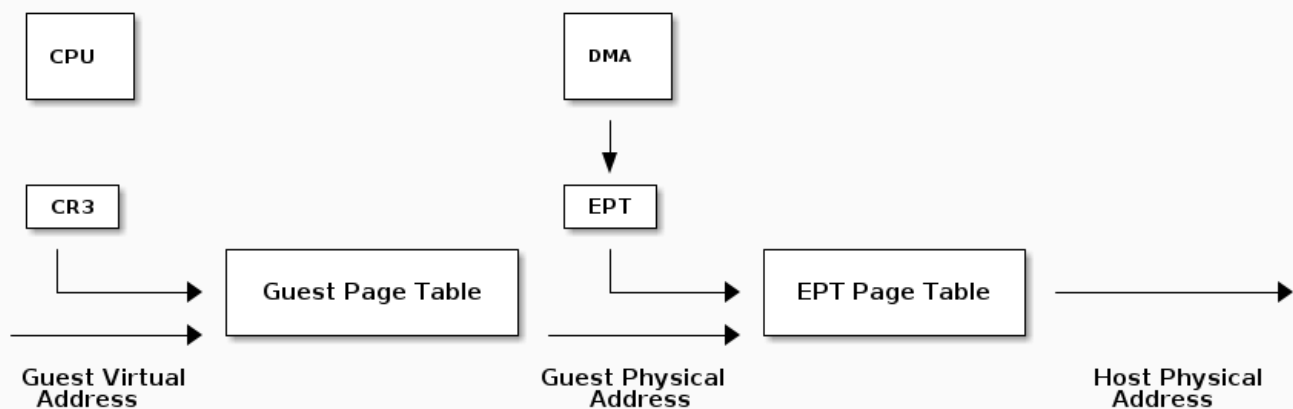 CPU
DMA
CR3
EPT
Guest Page Table
EPT Page Table
Guest Virtual
Address
Guest Physical
Address
Host Physical
Address